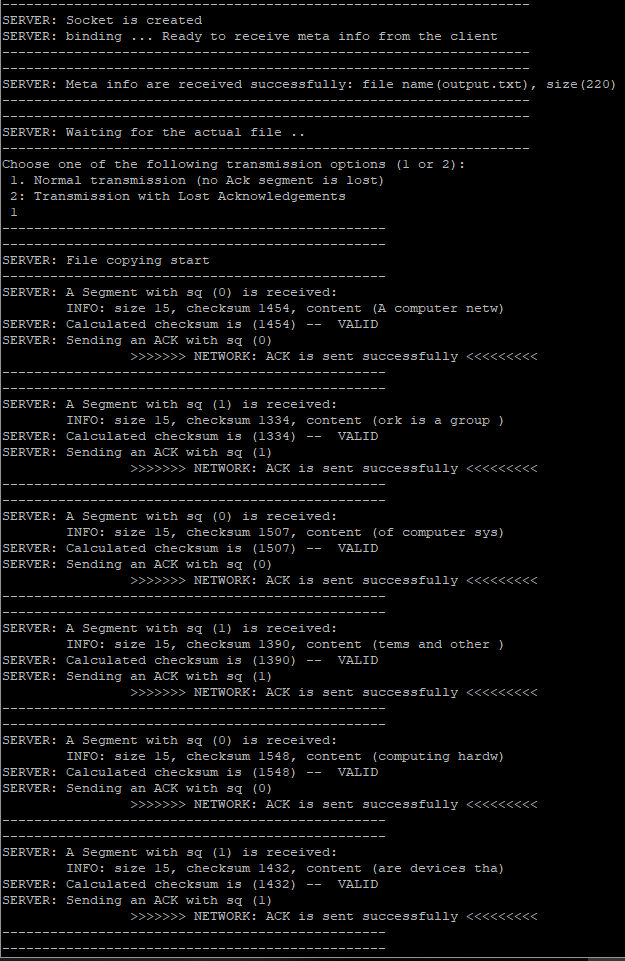 -----------------------------------------------------------------
SERVER: Socket is created
SERVER: binding ... Ready to receive meta info from the client
------------------------------------------------------------------
------------------------------------------------------------------
SERVER: Meta info are received successfully: file name(output.txt), size(220)
------------------------------------------------------------------
------------------------------------------------------------------
SERVER: Waiting for the actual file ..
------------------------------------------------------------------
Choose one of the following transmission options (1 or 2):
 1. Normal transmission (no Ack segment is lost)
 2: Transmission with Lost Acknowledgements
 1
------------------------------------------------
------------------------------------------------
SERVER: File copying start
------------------------------------------------
SERVER: A Segment with sq (0) is received:
        INFO: size 15, checksum 1454, content (A computer netw)
SERVER: Calculated checksum is (1454) --  VALID
SERVER: Sending an ACK with sq (0)
                >>>>>>> NETWORK: ACK is sent successfully <<<<<<<<<
------------------------------------------------
------------------------------------------------
SERVER: A Segment with sq (1) is received:
        INFO: size 15, checksum 1334, content (ork is a group )
SERVER: Calculated checksum is (1334) --  VALID
SERVER: Sending an ACK with sq (1)
                >>>>>>> NETWORK: ACK is sent successfully <<<<<<<<<
------------------------------------------------
------------------------------------------------
SERVER: A Segment with sq (0) is received:
        INFO: size 15, checksum 1507, content (of computer sys)
SERVER: Calculated checksum is (1507) --  VALID
SERVER: Sending an ACK with sq (0)
                >>>>>>> NETWORK: ACK is sent successfully <<<<<<<<<
------------------------------------------------
------------------------------------------------
SERVER: A Segment with sq (1) is received:
        INFO: size 15, checksum 1390, content (tems and other )
SERVER: Calculated checksum is (1390) --  VALID
SERVER: Sending an ACK with sq (1)
                >>>>>>> NETWORK: ACK is sent successfully <<<<<<<<<
------------------------------------------------
------------------------------------------------
SERVER: A Segment with sq (0) is received:
        INFO: size 15, checksum 1548, content (computing hardw)
SERVER: Calculated checksum is (1548) --  VALID
SERVER: Sending an ACK with sq (0)
                >>>>>>> NETWORK: ACK is sent successfully <<<<<<<<<
------------------------------------------------
------------------------------------------------
SERVER: A Segment with sq (1) is received:
        INFO: size 15, checksum 1432, content (are devices tha)
SERVER: Calculated checksum is (1432) --  VALID
SERVER: Sending an ACK with sq (1)
                >>>>>>> NETWORK: ACK is sent successfully <<<<<<<<<
------------------------------------------------
------------------------------------------------